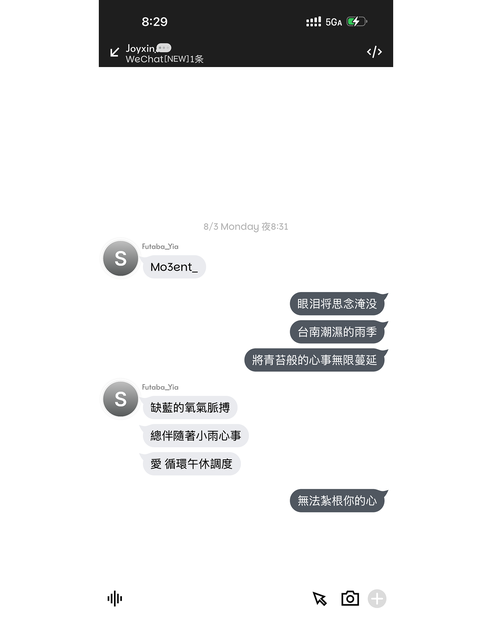 8:29
5GA
Joyxin
WeChat[NEW]1条
8/3 Monday 夜8:31
Futaba_Yia
S
Mo3ent_
眼泪将思念淹没
台南潮濕的雨季
將青苔般的心事無限蔓延
Futaba_Yia
S
缺藍的氧氣脈搏
總伴隨著小雨心事
愛 循環午休調度
無法紮根你的心